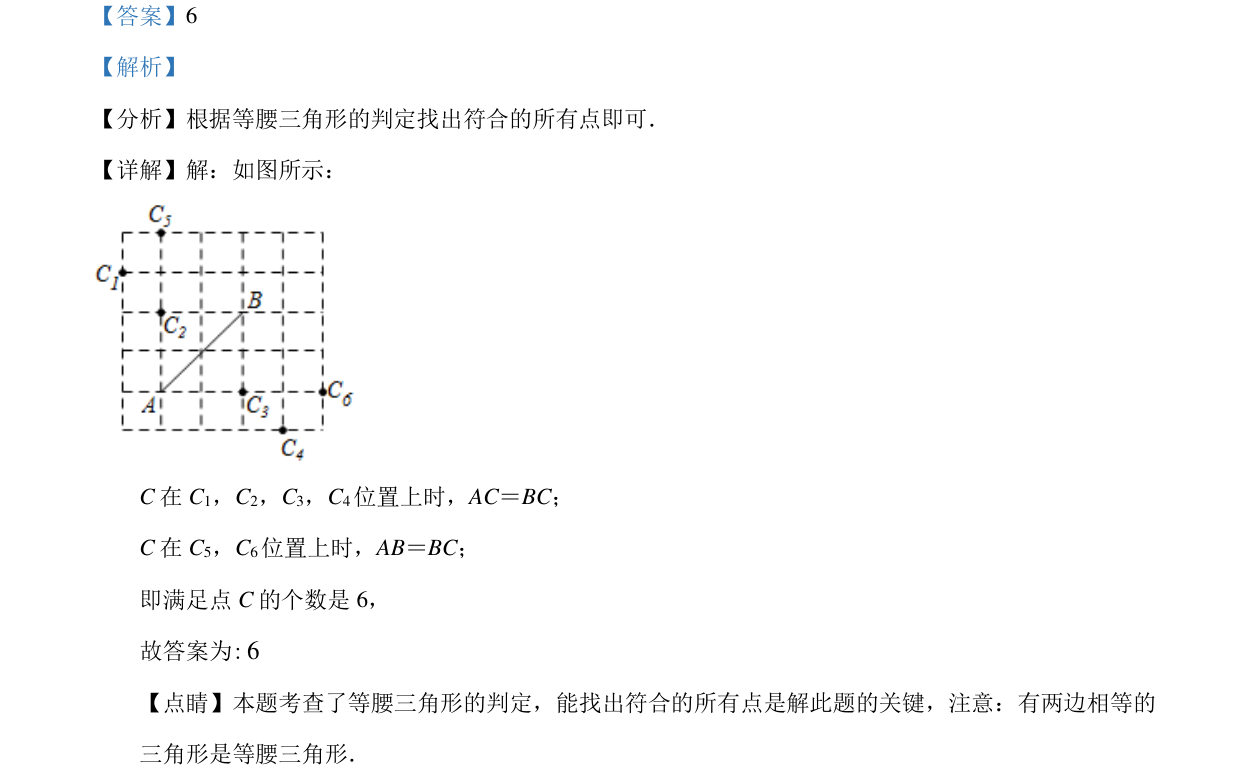 【答案】6
【解析】
【分析】根据等腰三角形的判定找出符合的所有点即可．
【详解】解：如图所示：
C5
C1
B
C2
A
C3
C6
C4
C 在 C1，C2，C3，C4 位置上时，AC＝BC；
C 在 C5，C6 位置上时，AB＝BC；
即满足点 C 的个数是 6，
故答案为: 6
【点睛】本题考查了等腰三角形的判定，能找出符合的所有点是解此题的关键，注意：有两边相等的
三角形是等腰三角形．